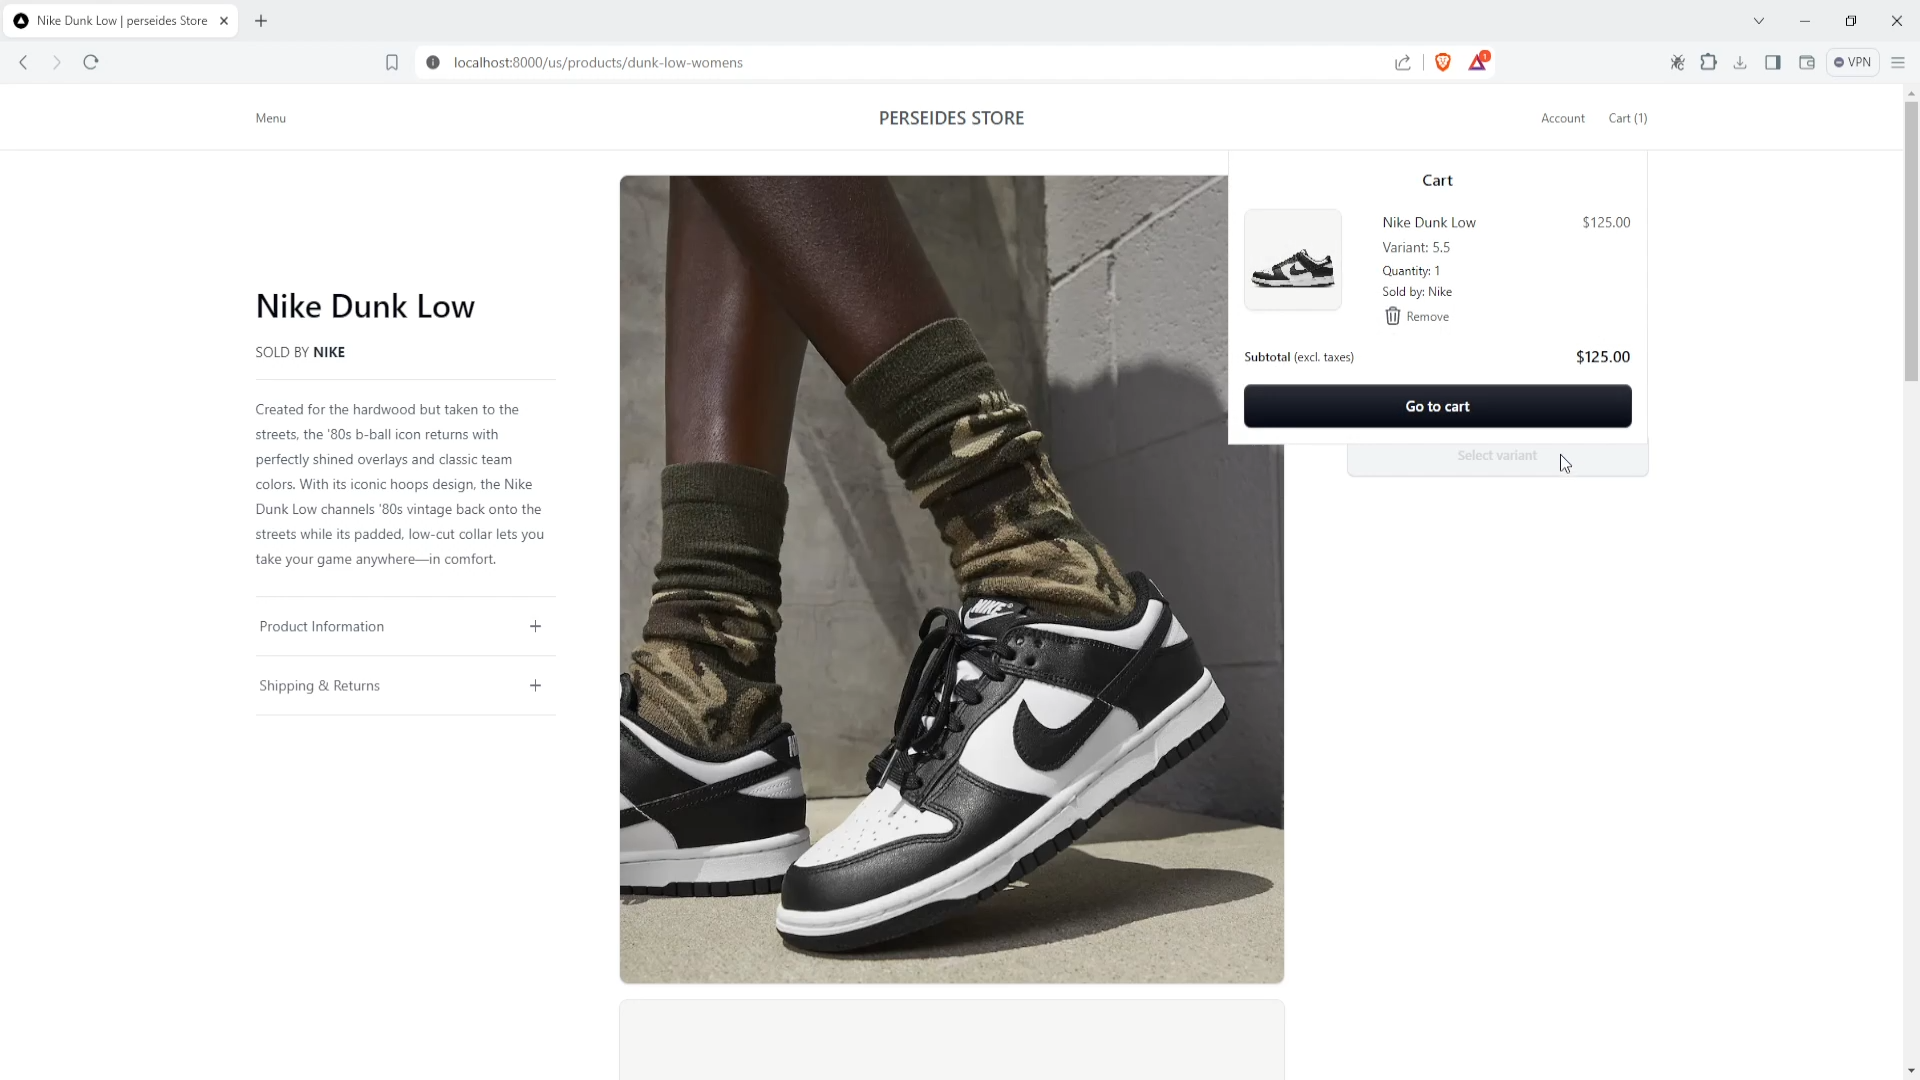 Nike Dunk Low | perseides Store
localhost:8000/us/products/dunk-low-womens
1
VPN
Menu
PERSEIDES STORE
Account
Cart (1)
Cart
Nike Dunk Low
$125.00
Variant: 5.5
Quantity: 1
Sold by: Nike
Remove
Subtotal (excl. taxes)
$125.00
Go to cart
Select variant
Nike Dunk Low
SOLD BY NIKE
Created for the hardwood but taken to the
streets, the '80s b-ball icon returns with
perfectly shined overlays and classic team
colors. With its iconic hoops design, the Nike
Dunk Low channels '80s vintage back onto the
streets while its padded, low-cut collar lets you
take your game anywhere—in comfort.
Product Information
Shipping & Returns
NIKE